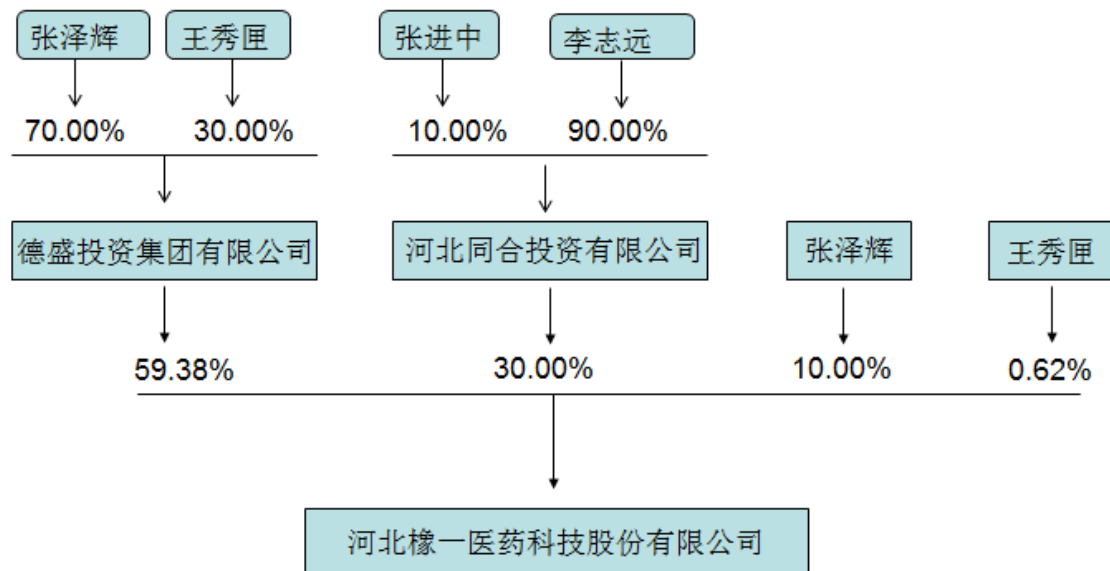 张泽辉 王秀匣 张进中 李志远
70.00% 30.00% 10.00% 90.00%
德盛投资集团有限公司 河北同合投资有限公司 张泽辉 王秀匣
59.38% 30.00% 10.00% 0.62%
河北橡一医药科技股份有限公司